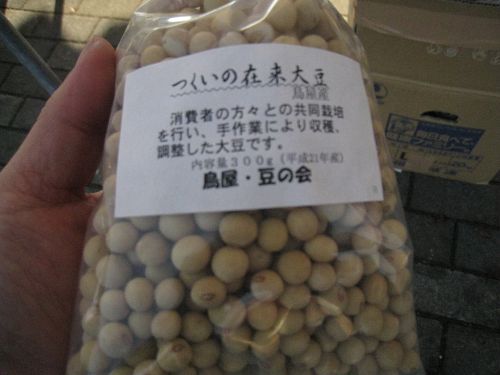 つくいの在来大豆
鳥屋産
消費者の方々との共同栽培
を行い、手作業により収穫、
調整した大豆です。
内容量300g (平成21年産)
鳥屋・豆の会